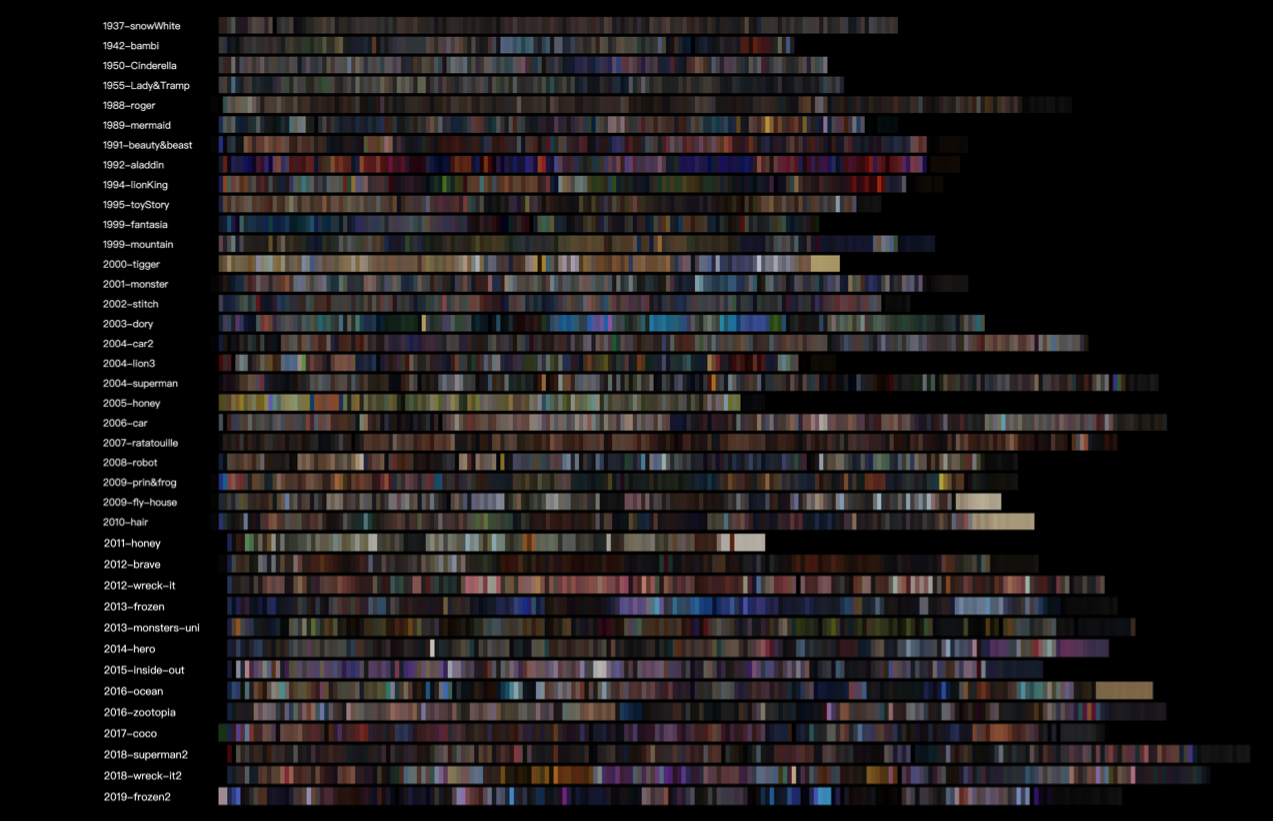 1937-snowWhite
1942-bambi
1950-Cinderella
1955-Lady&Tramp
1988-roger
1989-mermaid
1991-beauty&beast
1992-aladdin
1994-lionKing
1995-toyStory
1999-fantasia
1999-mountain
2000-tigger
2001-monster
2002-stitch
2003-dory
2004-car2
2004-lion3
2004-superman
2005-honey
2006-car
2007-ratatouille
2008-robot
2009-prin&frog
2009-fly-house
2010-hair
2011-honey
2012-brave
2012-wreck-it
2013-frozen
2013-monsters-uni
2014-hero
2015-inside-out
2016-ocean
2016-zootopia
2017-coco
2018-superman2
2018-wreck-it2
2019-frozen2